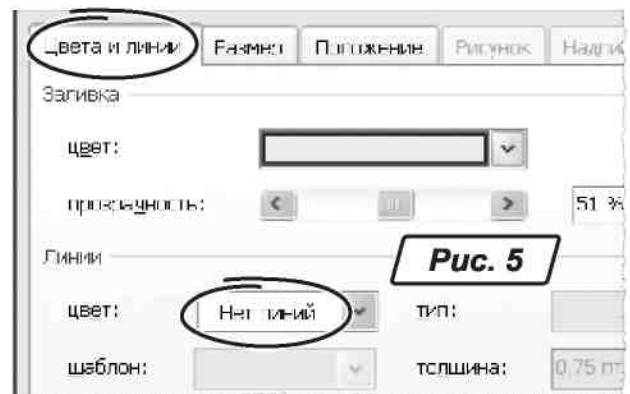 Цвета и линии Размер Положение Рисунок
Заливка
цвет:
прозрачность: 51 %
Линии
Рис. 5
цвет: Нет линий тип:
шаблон: толщина: 0,75 пт